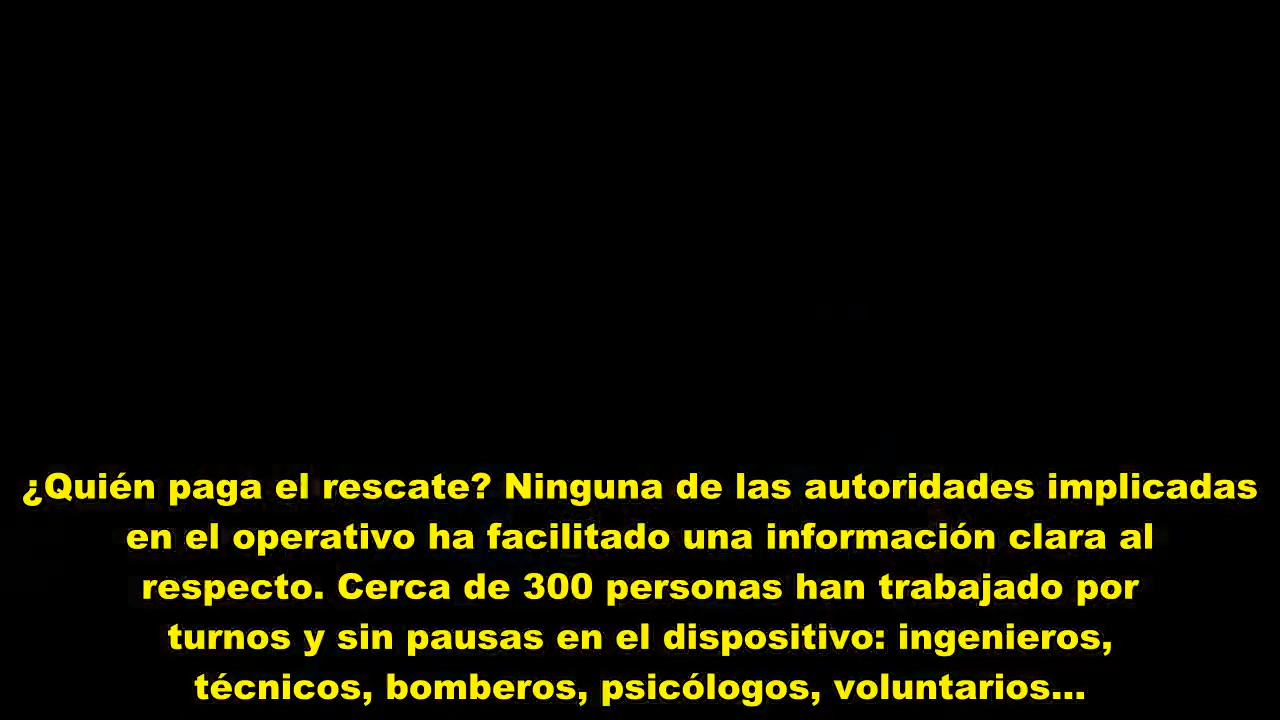 ¿Quién paga el rescate? Ninguna de las autoridades implicadas
en el operativo ha facilitado una información clara al
respecto. Cerca de 300 personas han trabajado por
turnos y sin pausas en el dispositivo: ingenieros,
técnicos, bomberos, psicólogos, voluntarios...